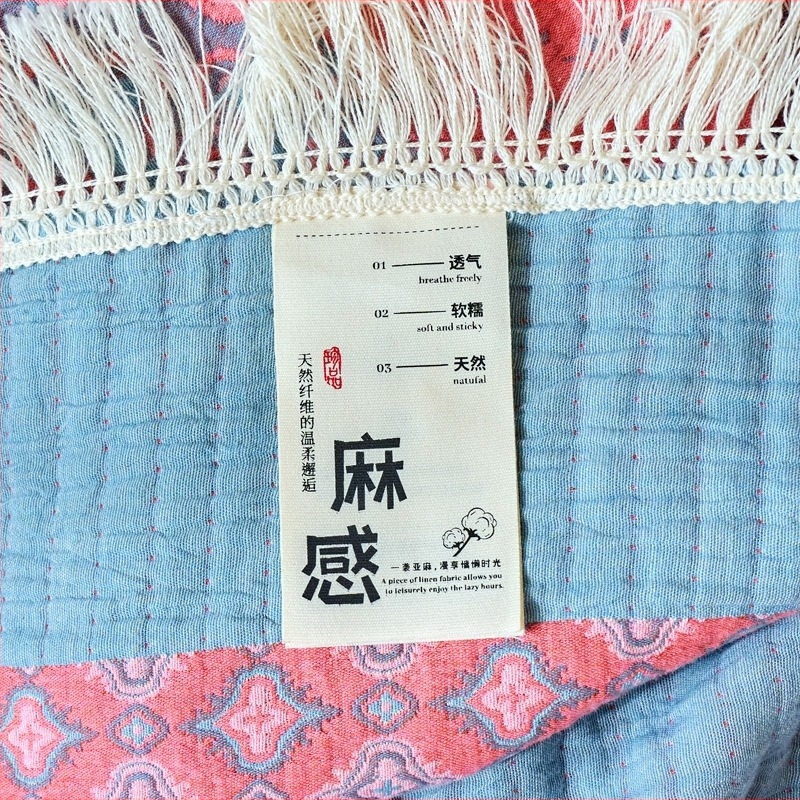 01 透气
breathe freely
02 软糯
soft and sticky
03 天然
natufal
天然纤维的温柔邂逅
麻感
一袭亚麻,漫享慵懒时光
A piece of linen fabric allows you
to leisurely enjoy the lazy hours.